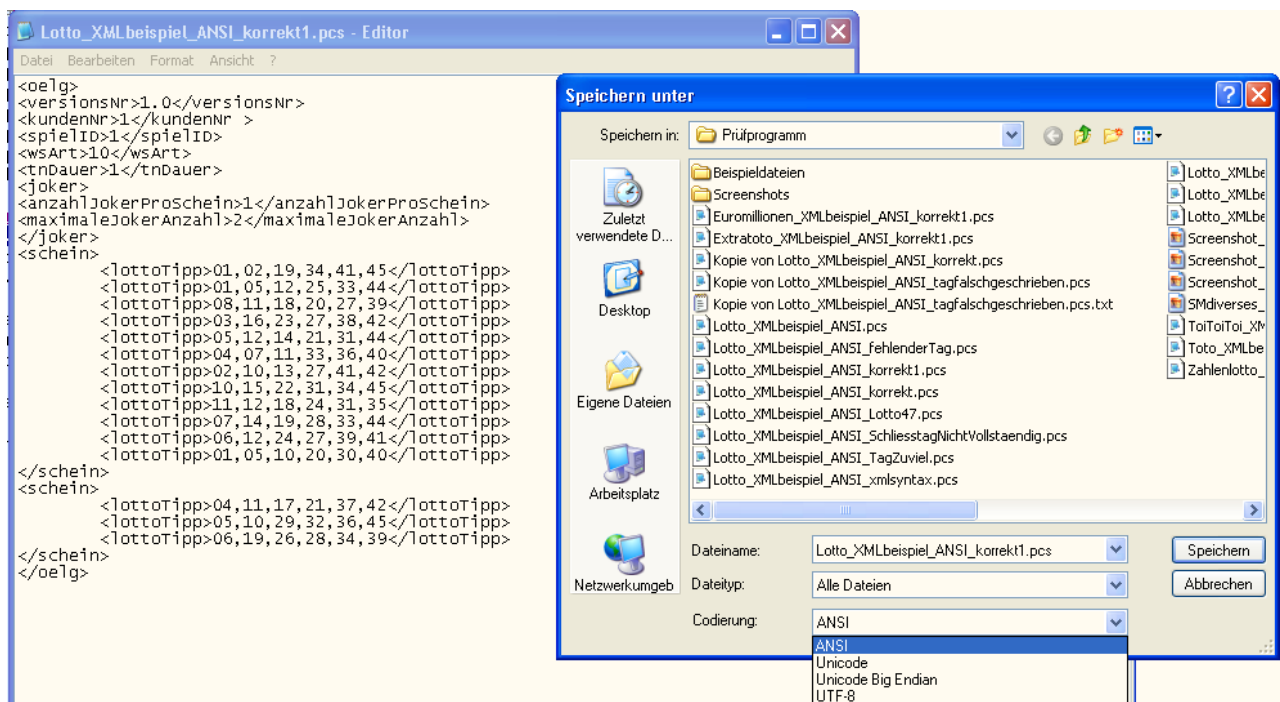 Lotto_XMLbeispiel_ANSI_korrekt1.pcs - Editor
Datei Bearbeiten Format Ansicht ?
<oelg>
<versionsNr>1.0</versionsNr>
<kundenNr>1</kundenNr >
<spielID>1</spielID>
<wsArt>10</wsArt>
<tnDauer>1</tnDauer>
<joker>
<anzahlJokerProSchein>1</anzahlJokerProSchein>
<maximaleJokerAnzahl>2</maximaleJokerAnzahl>
</joker>
<schein>
<lottoTipp>01,02,19,34,41,45</lottoTipp>
<lottoTipp>01,05,12,25,33,44</lottoTipp>
<lottoTipp>08,11,18,20,27,39</lottoTipp>
<lottoTipp>03,16,23,27,38,42</lottoTipp>
<lottoTipp>05,12,14,21,31,44</lottoTipp>
<lottoTipp>04,07,11,33,36,40</lottoTipp>
<lottoTipp>02,10,13,27,41,42</lottoTipp>
<lottoTipp>10,15,22,31,34,45</lottoTipp>
<lottoTipp>11,12,18,24,31,35</lottoTipp>
<lottoTipp>07,14,19,28,33,44</lottoTipp>
<lottoTipp>06,12,24,27,39,41</lottoTipp>
<lottoTipp>01,05,10,20,30,40</lottoTipp>
</schein>
<schein>
<lottoTipp>04,11,17,21,37,42</lottoTipp>
<lottoTipp>05,10,29,32,36,45</lottoTipp>
<lottoTipp>06,19,26,28,34,39</lottoTipp>
</schein>
</oelg>
Speichern unter
Speichern in: Prüfprogramm
Zuletzt
verwendete D...
Desktop
Eigene Dateien
Arbeitsplatz
Netzwerkumgeb
Beispieldateien
Screenshots
Euromillionen_XMLbeispiel_ANSI_korrekt1.pcs
Extratoto_XMLbeispiel_ANSI_korrekt1.pcs
Kopie von Lotto_XMLbeispiel_ANSI_korrekt.pcs
Kopie von Lotto_XMLbeispiel_ANSI_tagfalschgeschrieben.pcs
Kopie von Lotto_XMLbeispiel_ANSI_tagfalschgeschrieben.pcs.txt
Lotto_XMLbeispiel_ANSI.pcs
Lotto_XMLbeispiel_ANSI_fehlenderTag.pcs
Lotto_XMLbeispiel_ANSI_korrekt1.pcs
Lotto_XMLbeispiel_ANSI_korrekt.pcs
Lotto_XMLbeispiel_ANSI_Lotto47.pcs
Lotto_XMLbeispiel_ANSI_SchliesstagNichtVollstaendig.pcs
Lotto_XMLbeispiel_ANSI_TagZuviel.pcs
Lotto_XMLbeispiel_ANSI_xmlsyntax.pcs
Lotto_XMLbe
Lotto_XMLbe
Lotto_XMLbe
Screenshot_
Screenshot_
Screenshot_
SMdiverses_
ToiToiToi_XM
Toto_XMLbe
Zahlenlotto_
Dateiname: Lotto_XMLbeispiel_ANSI_korrekt1.pcs Speichern
Dateityp: Alle Dateien Abbrechen
Codierung: ANSI
ANSI
Unicode
Unicode Big Endian
UTF-8